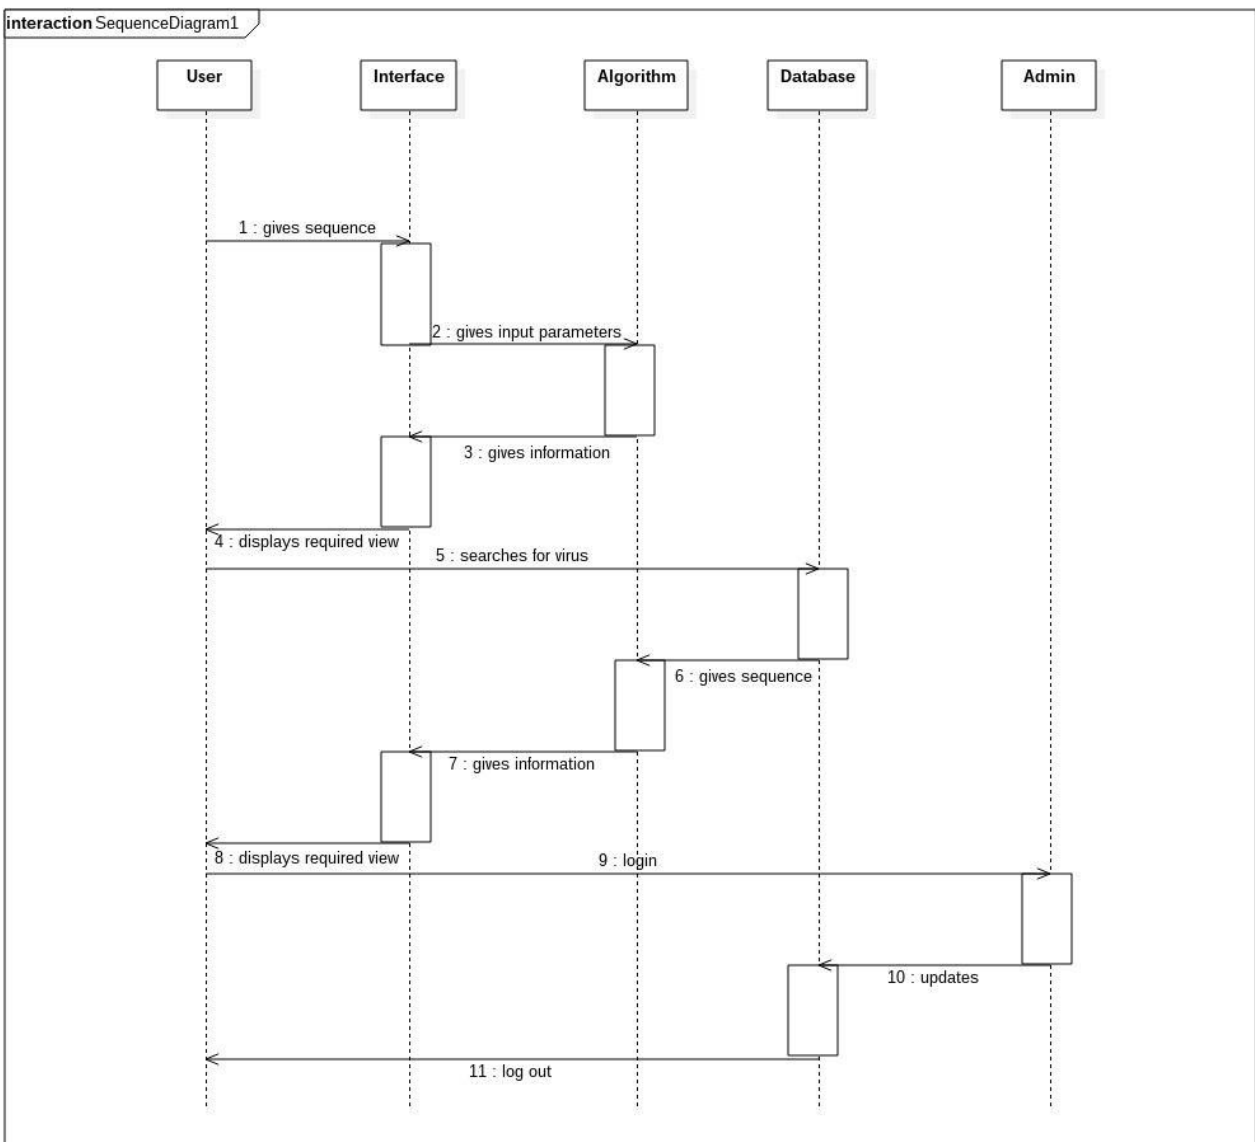 interaction SequenceDiagram1
User
Interface
Algorithm
Database
Admin
1 : gives sequence
2 : gives input parameters
3 : gives information
4 : displays required view
5 : searches for virus
6 : gives sequence
7 : gives information
8 : displays required view
9 : login
10 : updates
11 : log out